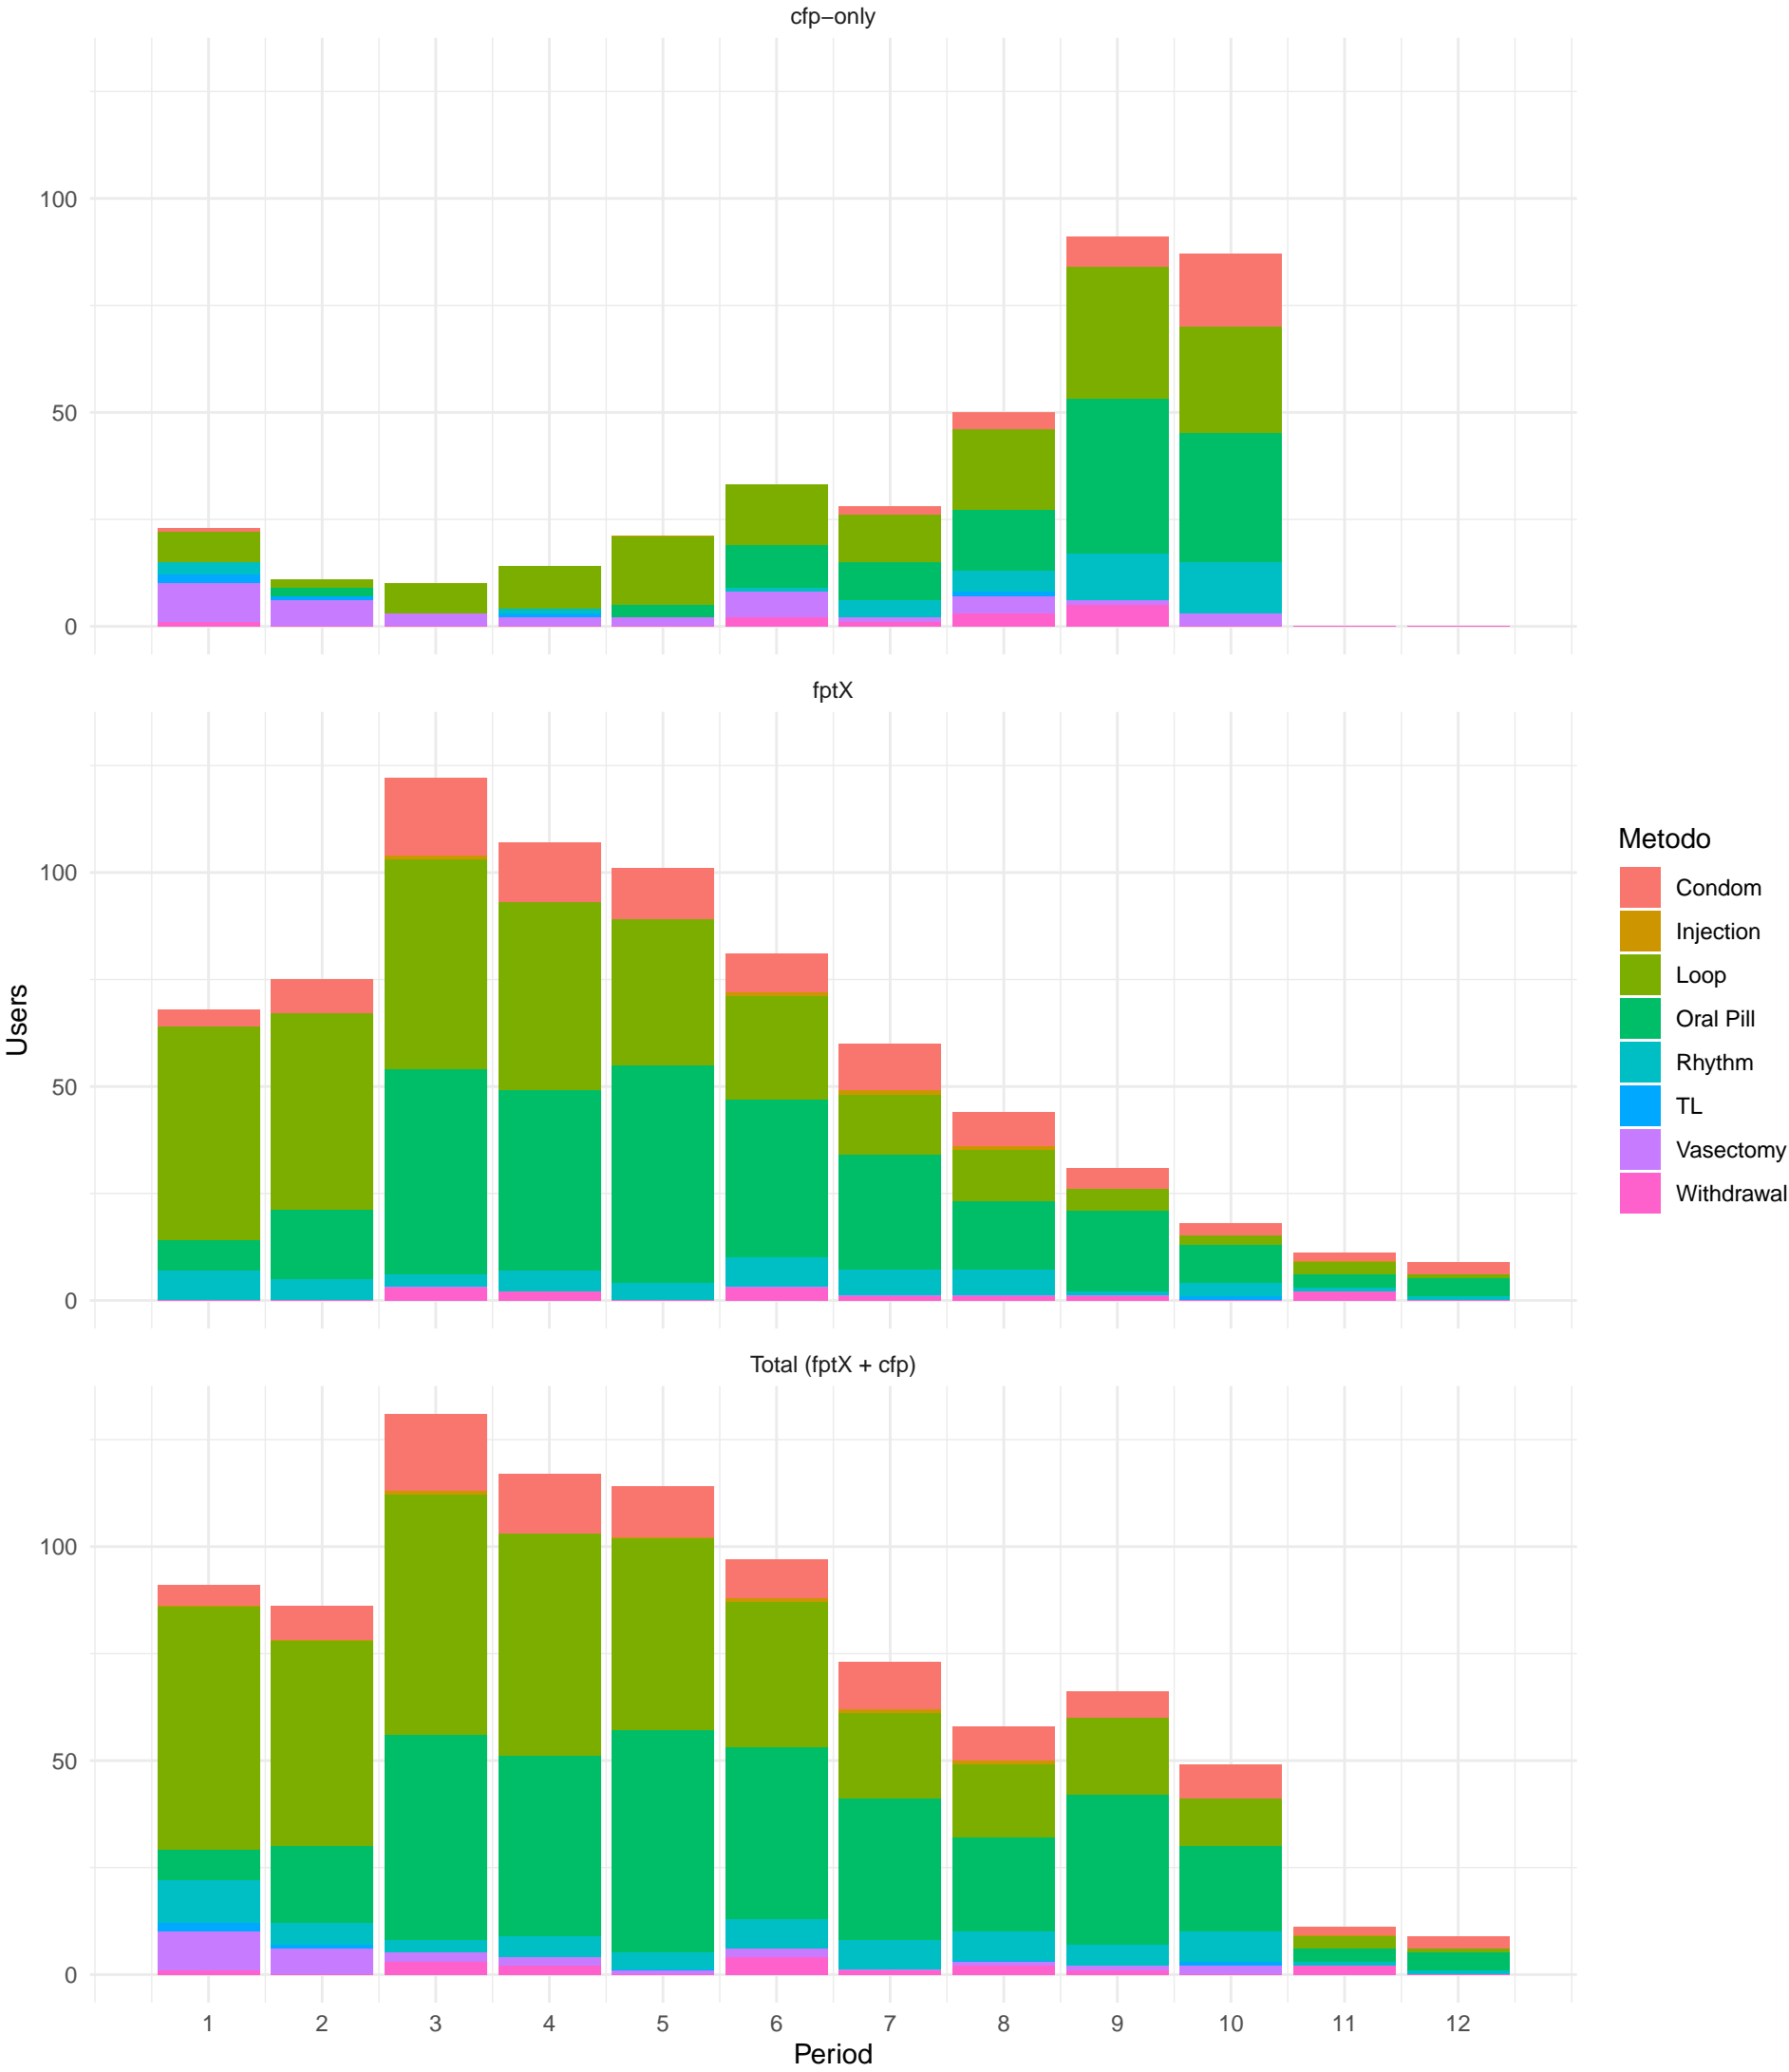 cfp−only
100
50
0
fptX
100
50
0
Total (fptX + cfp)
100
50
0
1 2 3 4 5 6 7 8 9 10 11 12
Period
Users
Metodo
Condom
Injection
Loop
Oral Pill
Rhythm
TL
Vasectomy
Withdrawal